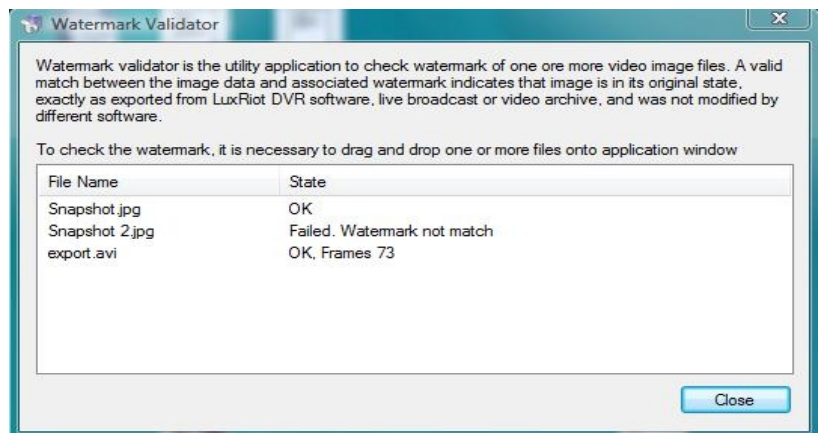 Watermark Validator
Watermark validator is the utility application to check watermark of one ore more video image files. A valid
match between the image data and associated watermark indicates that image is in its original state,
exactly as exported from LuxRiot DVR software, live broadcast or video archive, and was not modified by
different software.
To check the watermark, it is necessary to drag and drop one or more files onto application window
File Name State
Snapshot.jpg OK
Snapshot 2.jpg Failed. Watermark not match
export.avi OK, Frames 73
Close